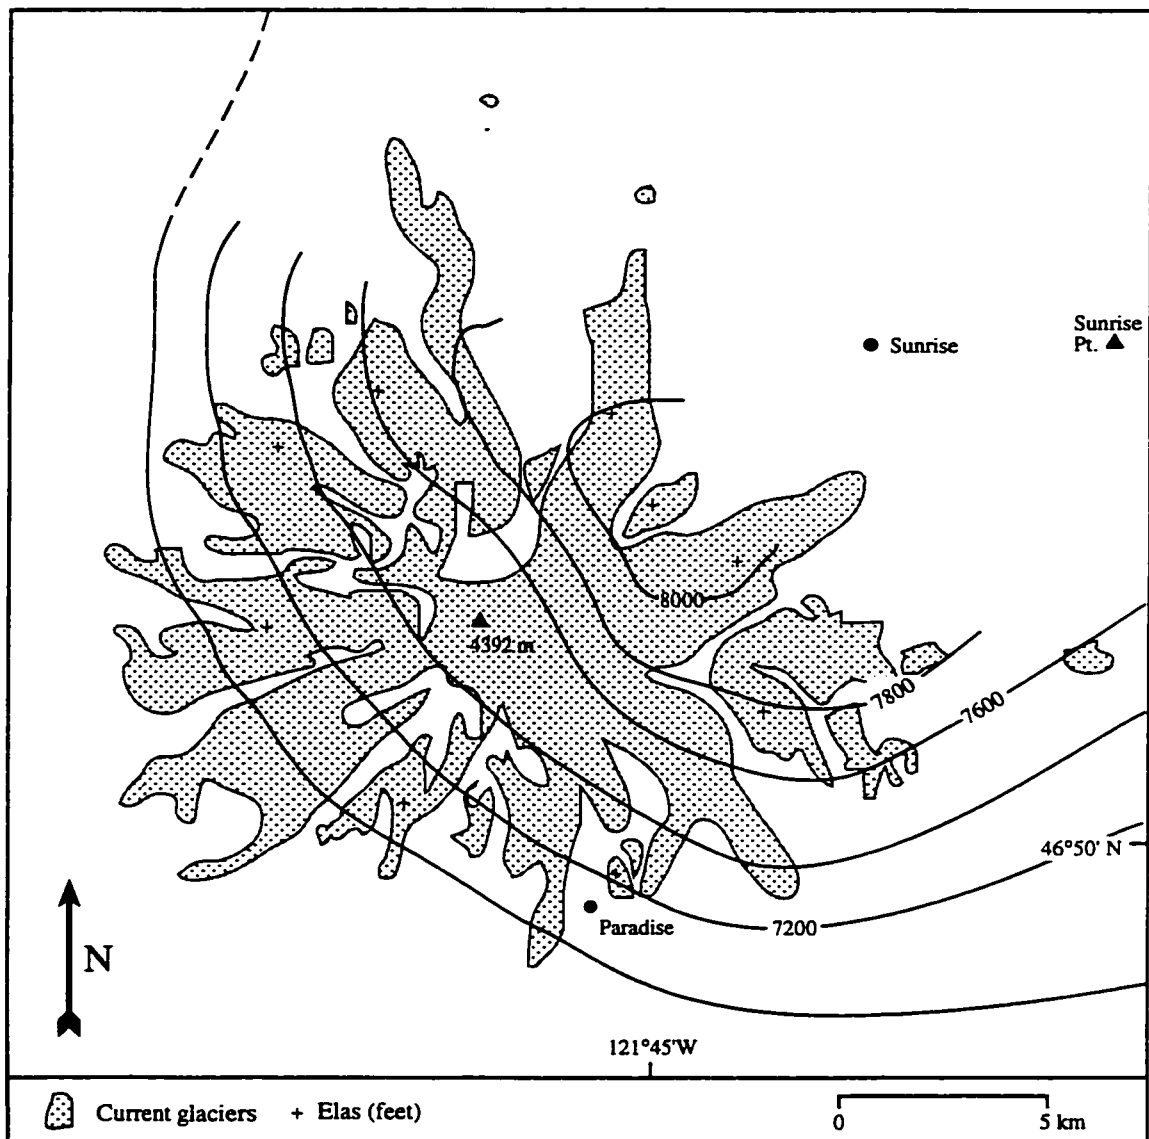 Sunrise
Sunrise
Pt.
8000
4392 m
7800
7600
46°50' N
Paradise
7200
N
121°45'W
Current glaciers
+ Elas (feet)
0
5 km